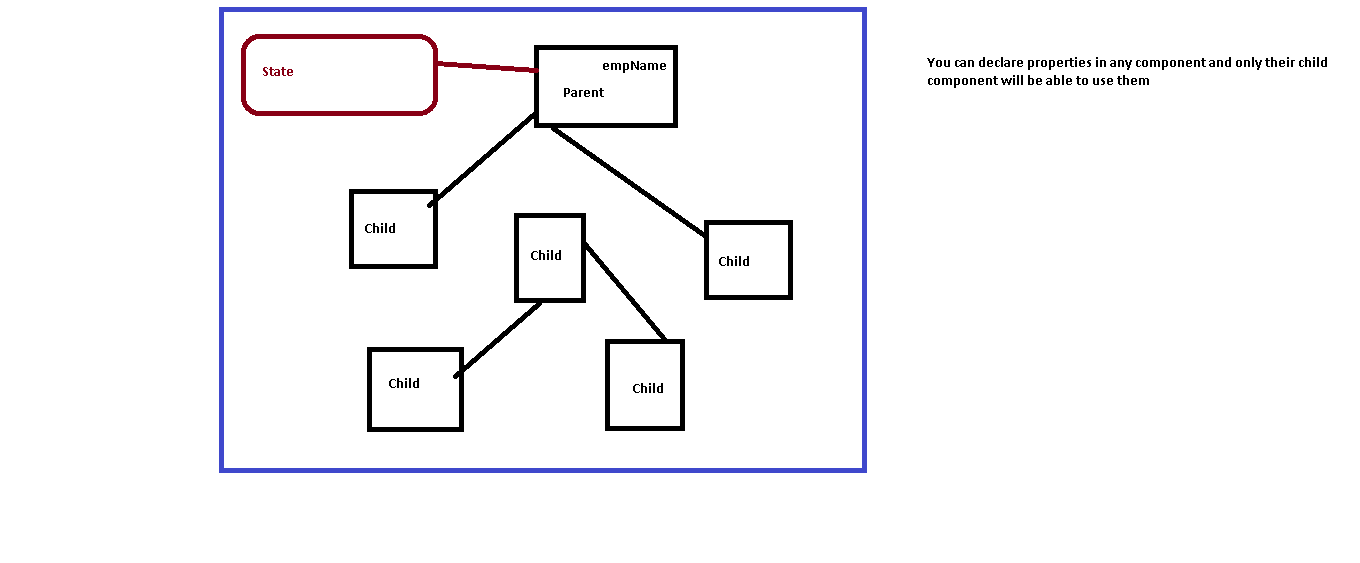 State
empName
Parent
You can declare properties in any component and only their child
component will be able to use them
Child
Child
Child
Child
Child